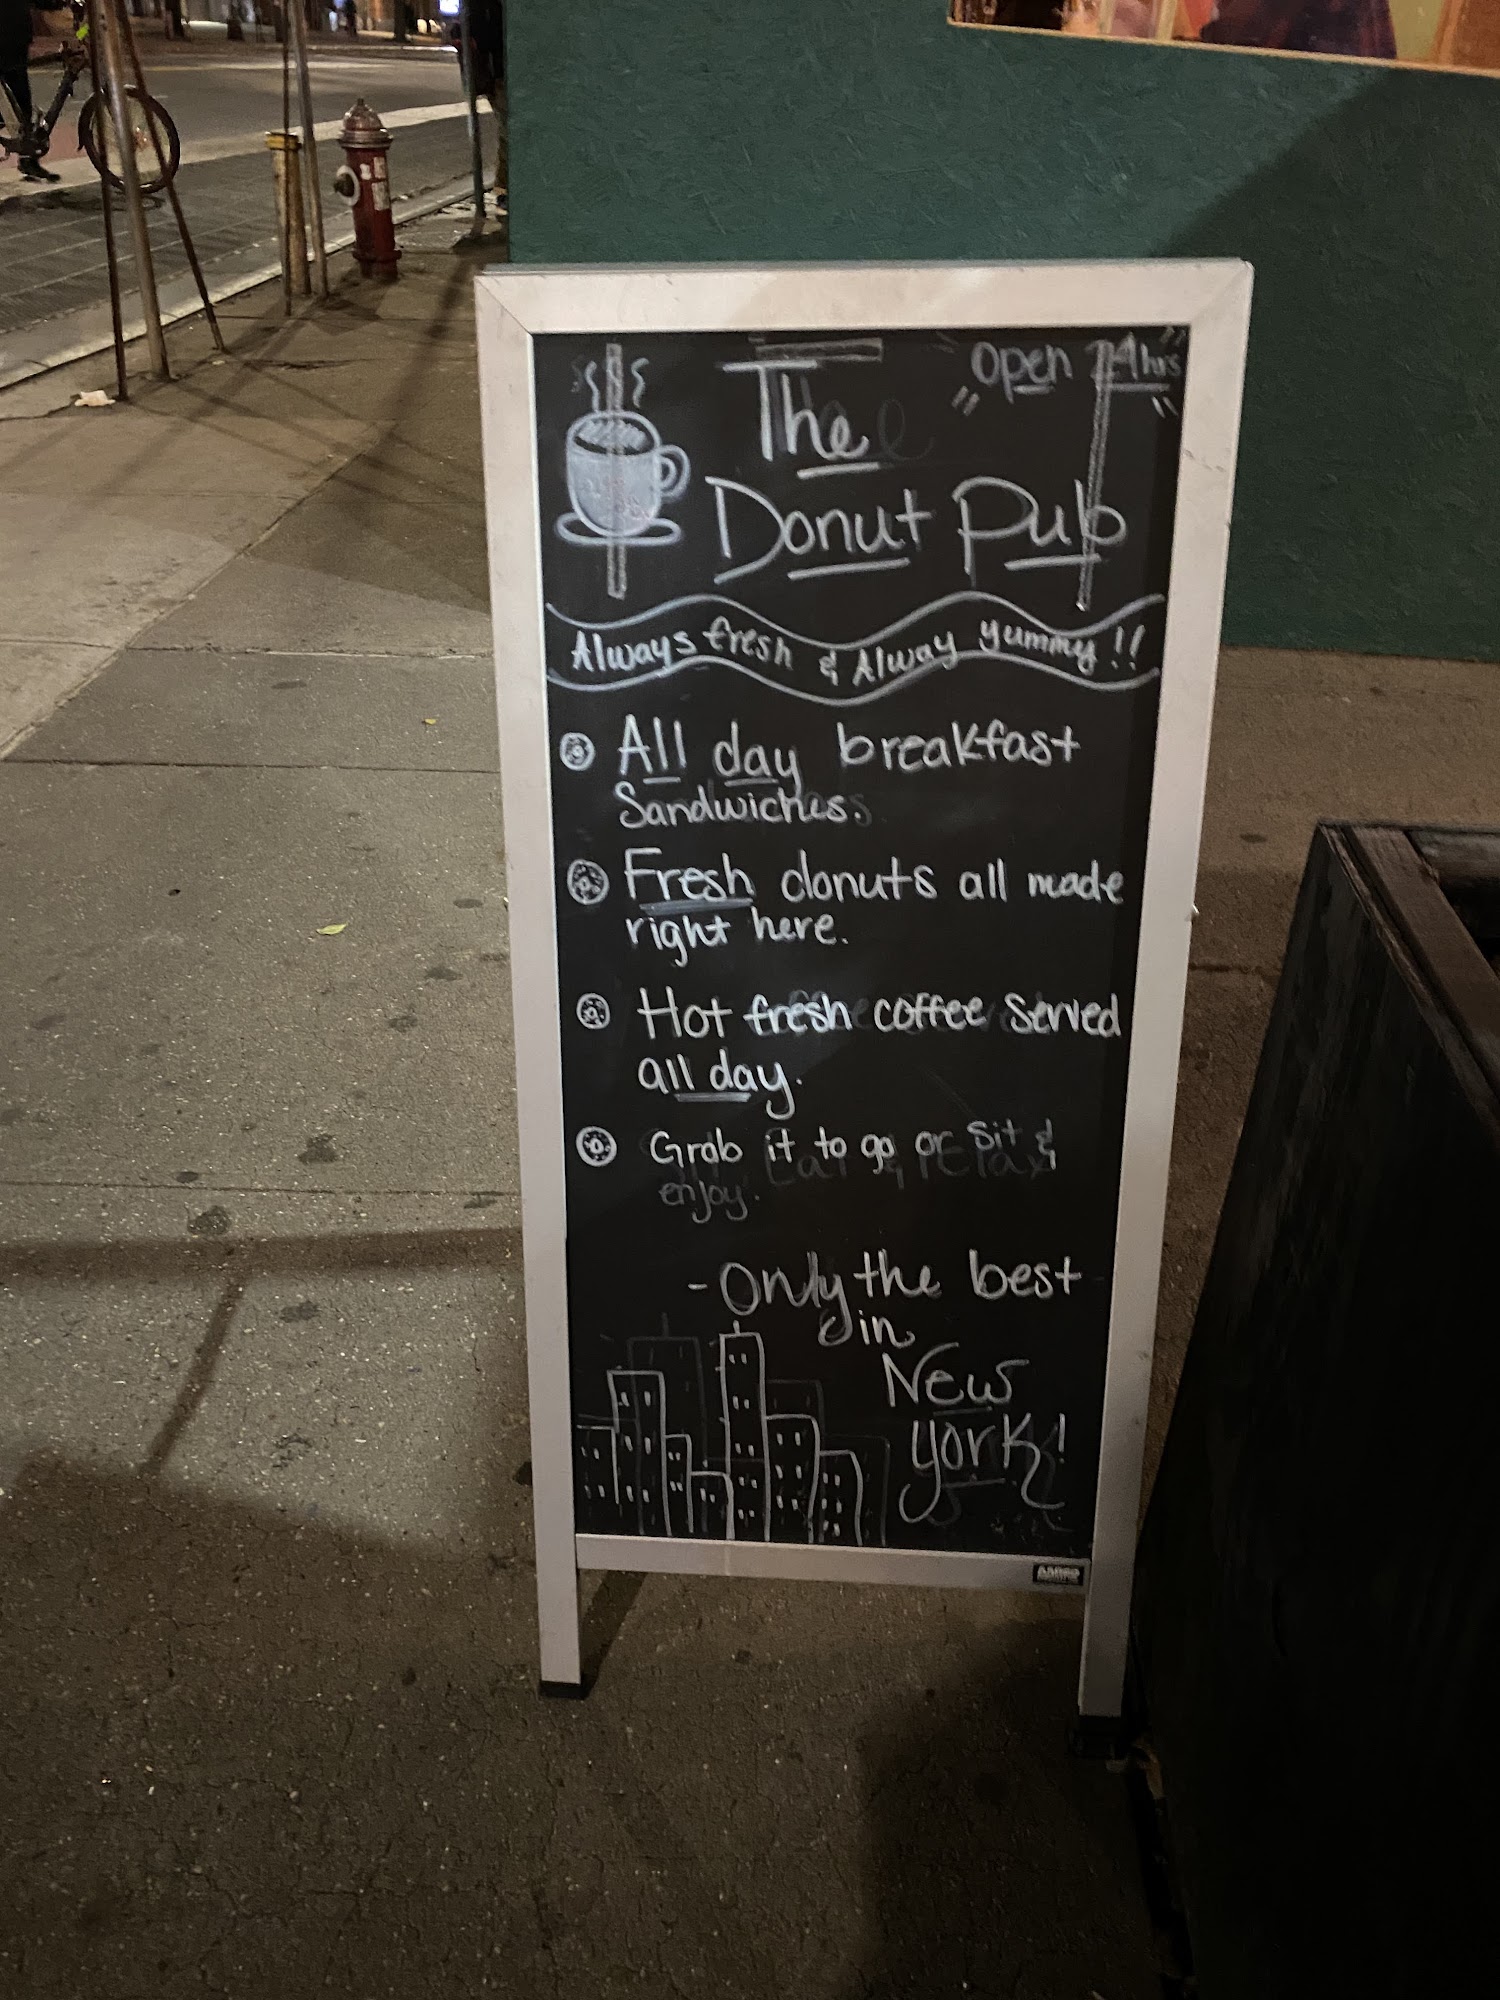 "Open 24hrs"
The
Donut Pub
Always fresh & Alway yummy!!
All day breakfast
Sandwiches.
Fresh donuts all made
right here.
Hot fresh coffee Served
all day.
Grab it to go or Sit &
enjoy.
- Only the best
in
New
york!